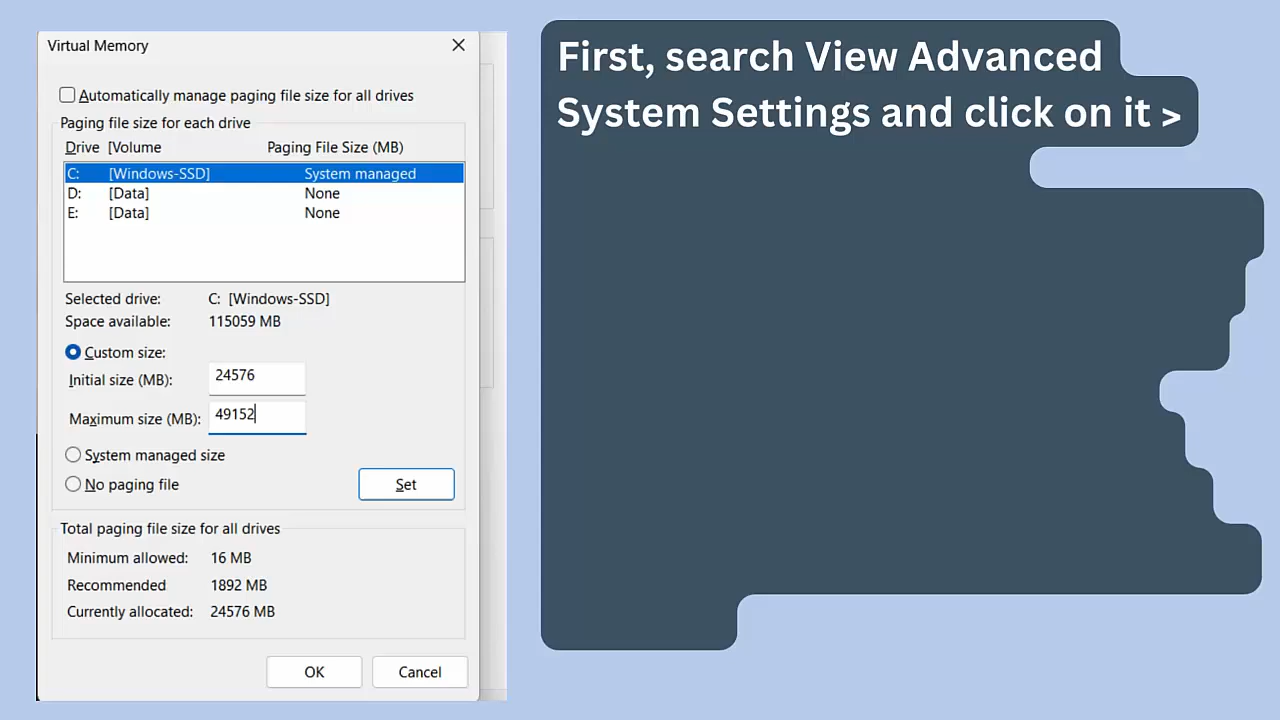 Virtual Memory
Automatically manage paging file size for all drives
Paging file size for each drive
Drive [Volume Paging File Size (MB)
C: [Windows-SSD] System managed
D: [Data] None
E: [Data] None
Selected drive: C: [Windows-SSD]
Space available: 115059 MB
Custom size:
Initial size (MB): 24576
Maximum size (MB): 49152
System managed size
No paging file Set
Total paging file size for all drives
Minimum allowed: 16 MB
Recommended 1892 MB
Currently allocated: 24576 MB
OK Cancel
First, search View Advanced
System Settings and click on it >